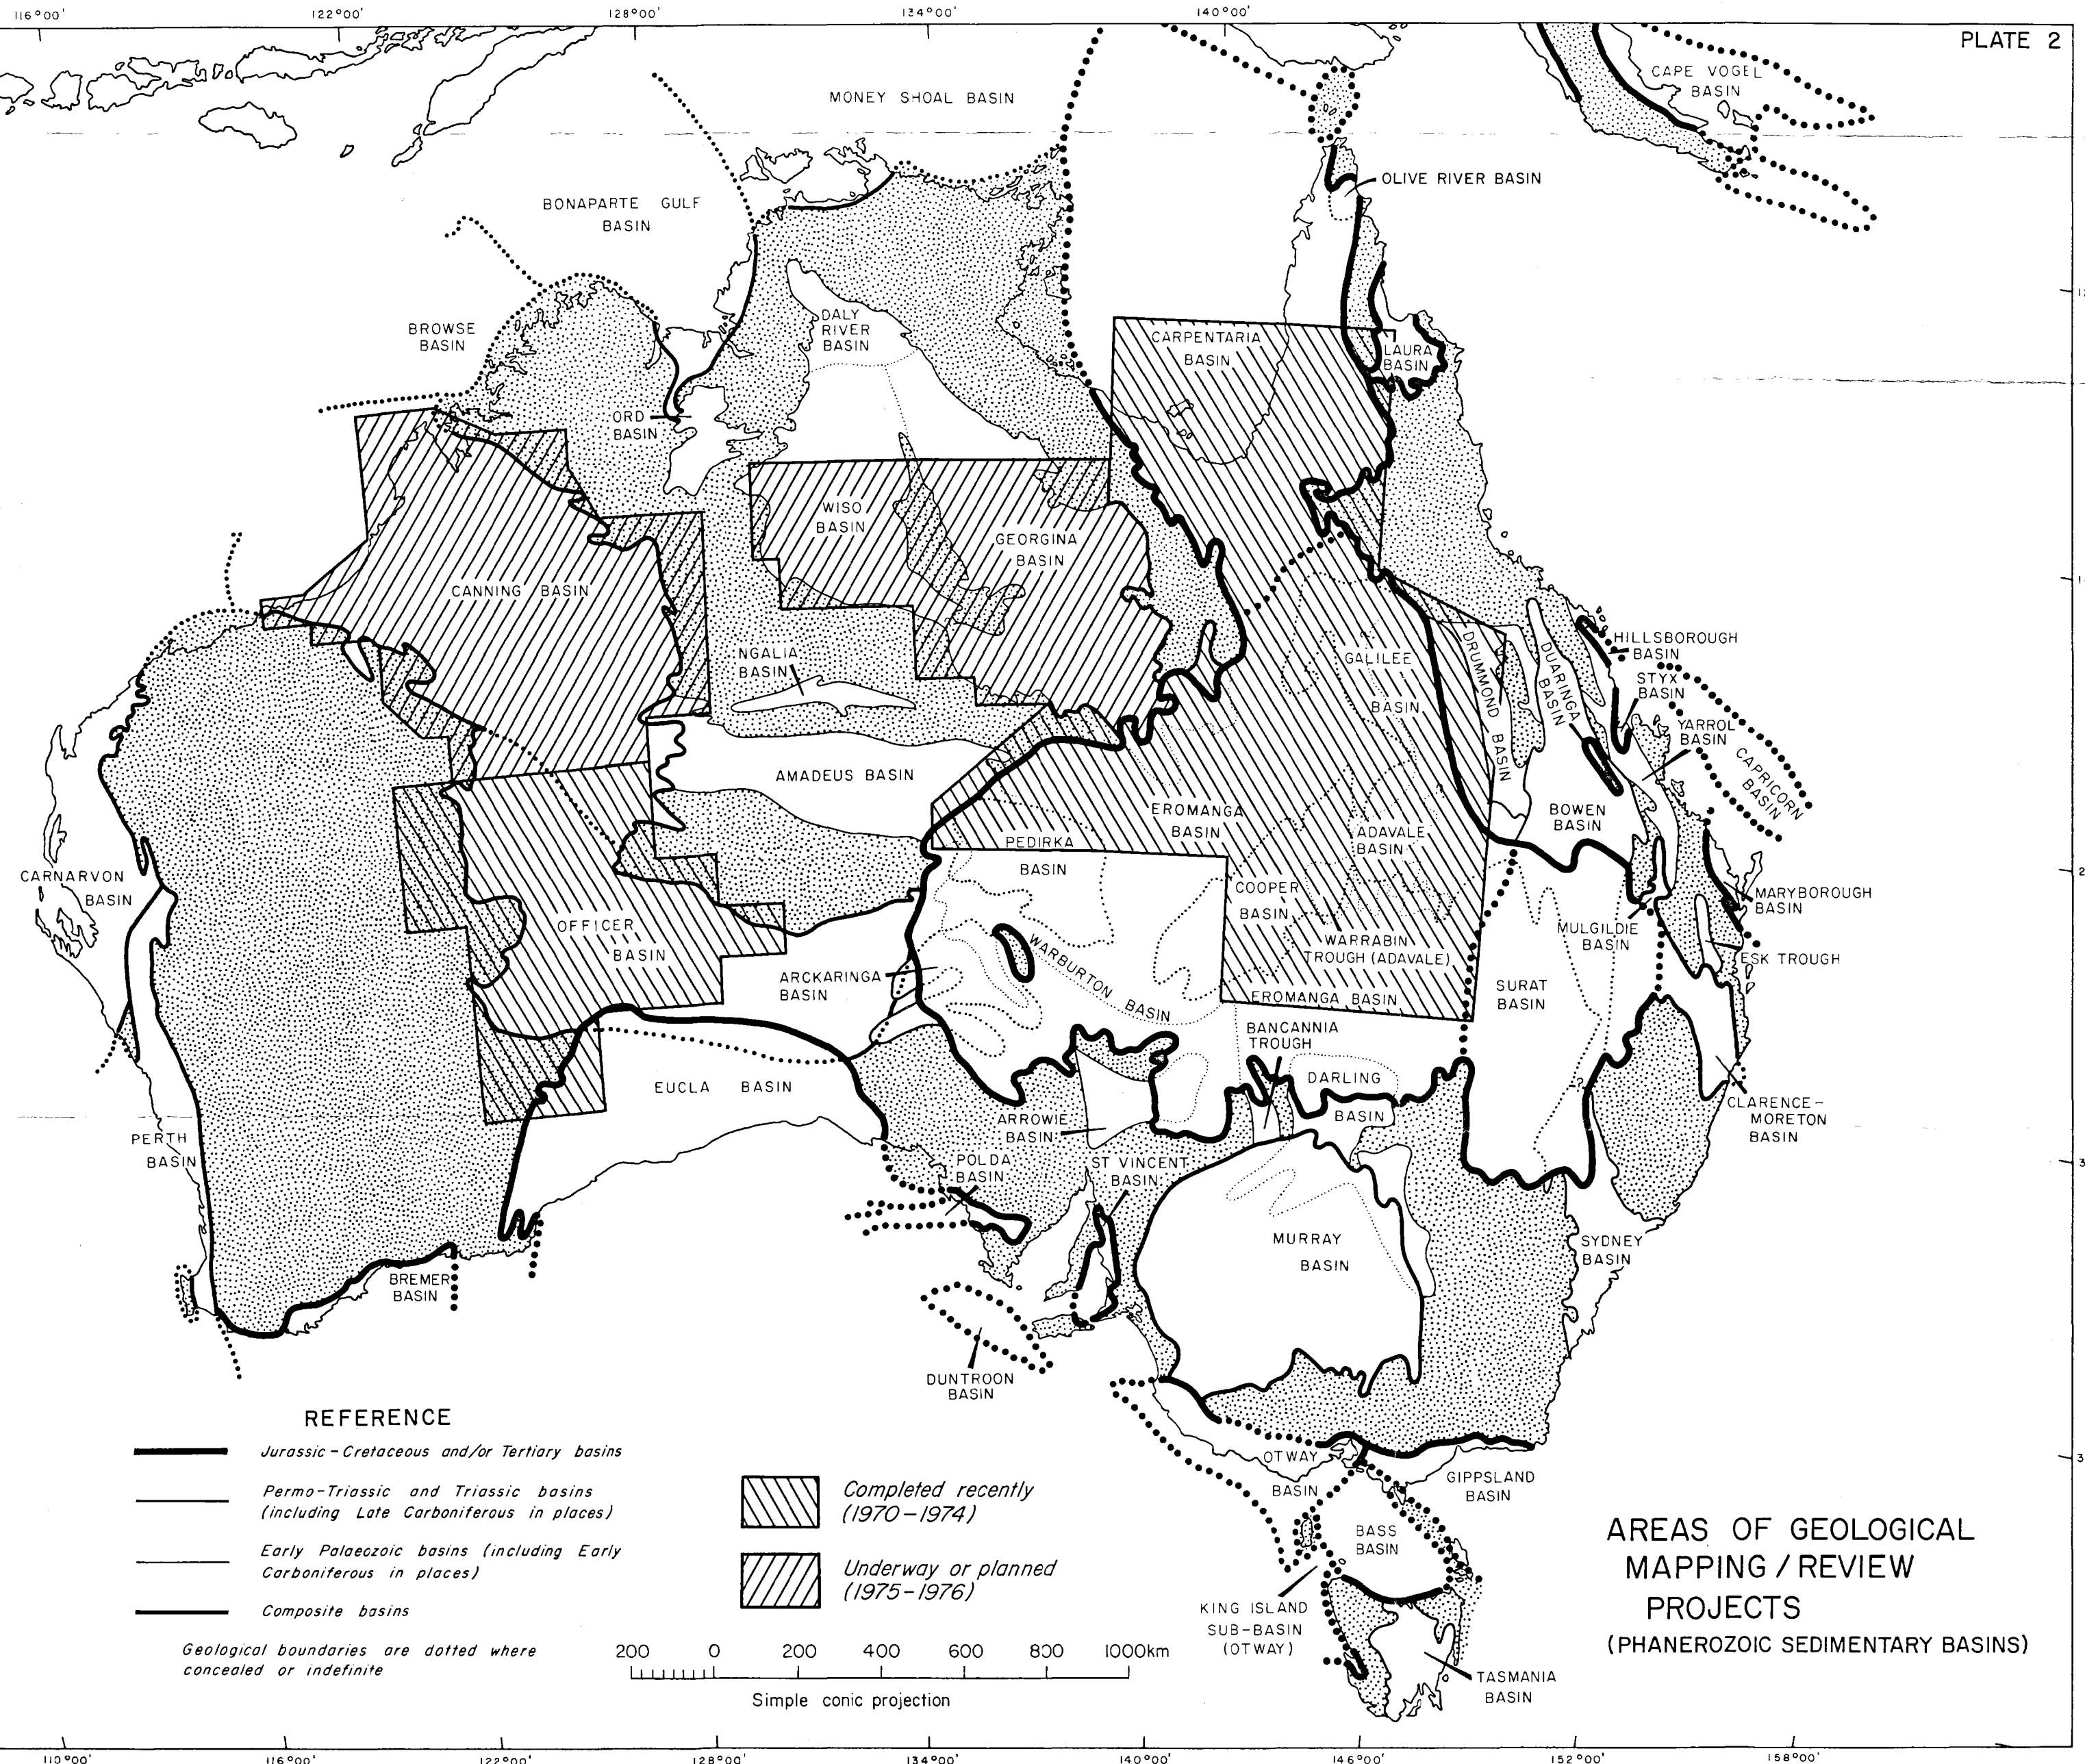 116°00'
122°00'
128°00'
134°00'
140°00'
PLATE 2
CAPE VOGEL
BASIN
MONEY SHOAL BASIN
OLIVE RIVER BASIN
BONAPARTE GULF
BASIN
BROWSE
BASIN
DALY
RIVER
BASIN
CARPENTARIA
BASIN
LAURA
BASIN
ORD
BASIN
WISO
BASIN
GEORGINA
BASIN
CANNING BASIN
NGALIA
BASIN
GALILEE
BASIN
DRUMMOND BASIN
DUARINGA
BASIN
HILLSBOROUGH
BASIN
STYX
BASIN
YARROL
BASIN
CAPRICORN
BASIN
AMADEUS BASIN
EROMANGA
BASIN
BOWEN
BASIN
ADAVALE
BASIN
PEDIRKA
BASIN
CARNARVON
BASIN
COOPER
BASIN
MARYBOROUGH
BASIN
OFFICER
BASIN
MULGILDIE
BASIN
WARRABIN
TROUGH (ADAVALE)
WARBURTON BASIN
ESK TROUGH
ARCKARINGA
BASIN
SURAT
BASIN
EROMANGA BASIN
BANCANNIA
TROUGH
EUCLA BASIN
DARLING
BASIN
ARROWIE
BASIN
CLARENCE-
MORETON
BASIN
PERTH
BASIN
POLDA
BASIN
ST VINCENT
BASIN
MURRAY
BASIN
SYDNEY
BASIN
BREMER
BASIN
DUNTROON
BASIN
REFERENCE
Jurassic-Cretaceous and/or Tertiary basins
Permo-Triassic and Triassic basins
(including Late Carboniferous in places)
Early Palaeozoic basins (including Early
Carboniferous in places)
Composite basins
Geological boundaries are dotted where
concealed or indefinite
Completed recently
(1970-1974)
Underway or planned
(1975-1976)
200 0 200 400 600 800 1000km
Simple conic projection
OTWAY
BASIN
GIPPSLAND
BASIN
BASS
BASIN
KING ISLAND
SUB-BASIN
(OTWAY)
TASMANIA
BASIN
AREAS OF GEOLOGICAL
MAPPING / REVIEW
PROJECTS
(PHANEROZOIC SEDIMENTARY BASINS)
110°00'
116°00'
122°00'
128°00'
134°00'
140°00'
146°00'
152°00'
158°00'